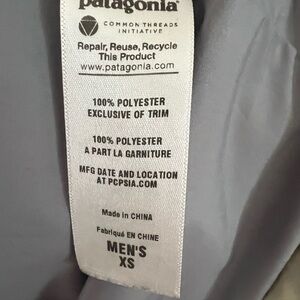 patagonia
COMMON THREADS
INITIATIVE
Repair, Reuse, Recycle
This Product
www.patagonia.com
100% POLYESTER
EXCLUSIVE OF TRIM
100% POLYESTER
A PART LA GARNITURE
MFG DATE AND LOCATION
AT PCPSIA.COM
Made in CHINA
Fabriqué EN CHINE
MEN'S
XS